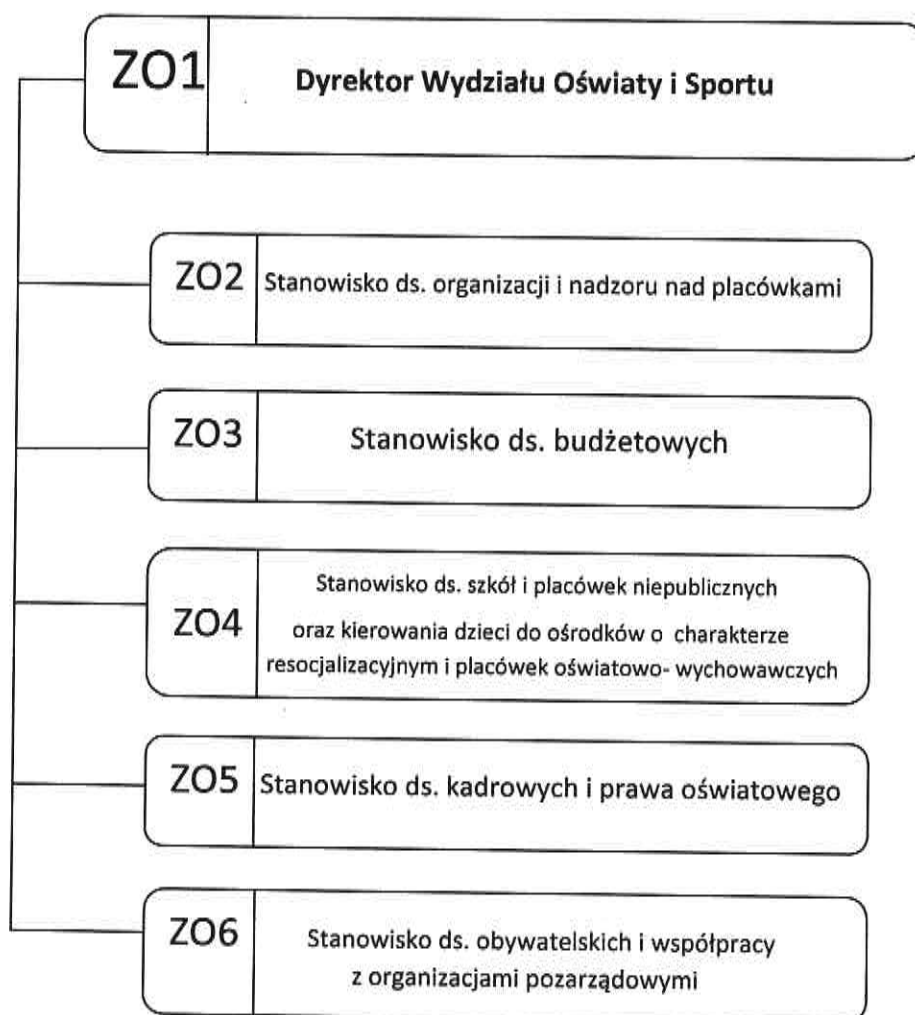 ZO1 Dyrektor Wydziału Oświaty i Sportu
ZO2 Stanowisko ds. organizacji i nadzoru nad placówkami
ZO3 Stanowisko ds. budżetowych
ZO4
Stanowisko ds. szkół i placówek niepublicznych
oraz kierowania dzieci do ośrodków o charakterze
resocjalizacyjnym i placówek oświatowo- wychowawczych
ZO5 Stanowisko ds. kadrowych i prawa oświatowego
ZO6
Stanowisko ds. obywatelskich i współpracy
z organizacjami pozarządowymi